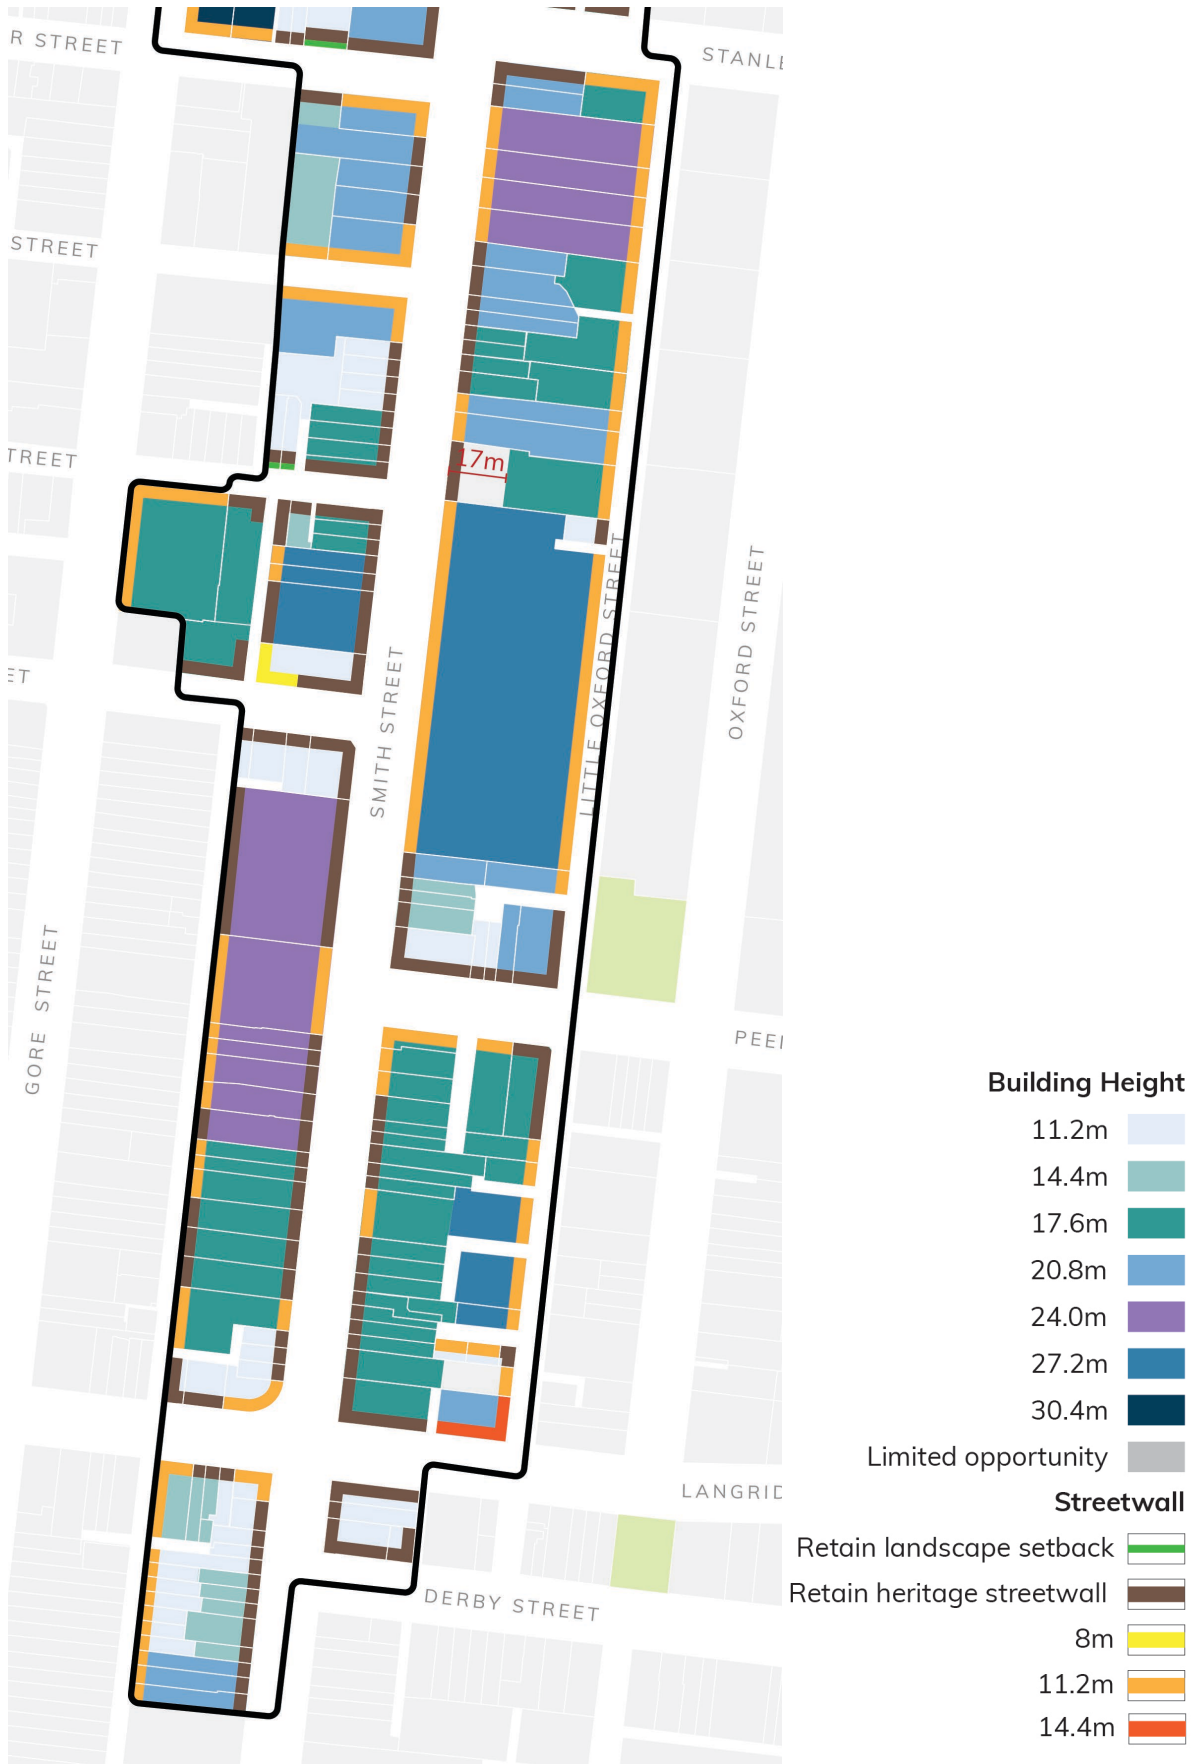 R STREET
STANLE
STREET
TREET
17m
ET
SMITH STREET
LITTLE OXFORD STREET
OXFORD STREET
GORE STREET
PEEL
LANGRID
DERBY STREET
Building Height
11.2m
14.4m
17.6m
20.8m
24.0m
27.2m
30.4m
Limited opportunity
Streetwall
Retain landscape setback
Retain heritage streetwall
8m
11.2m
14.4m